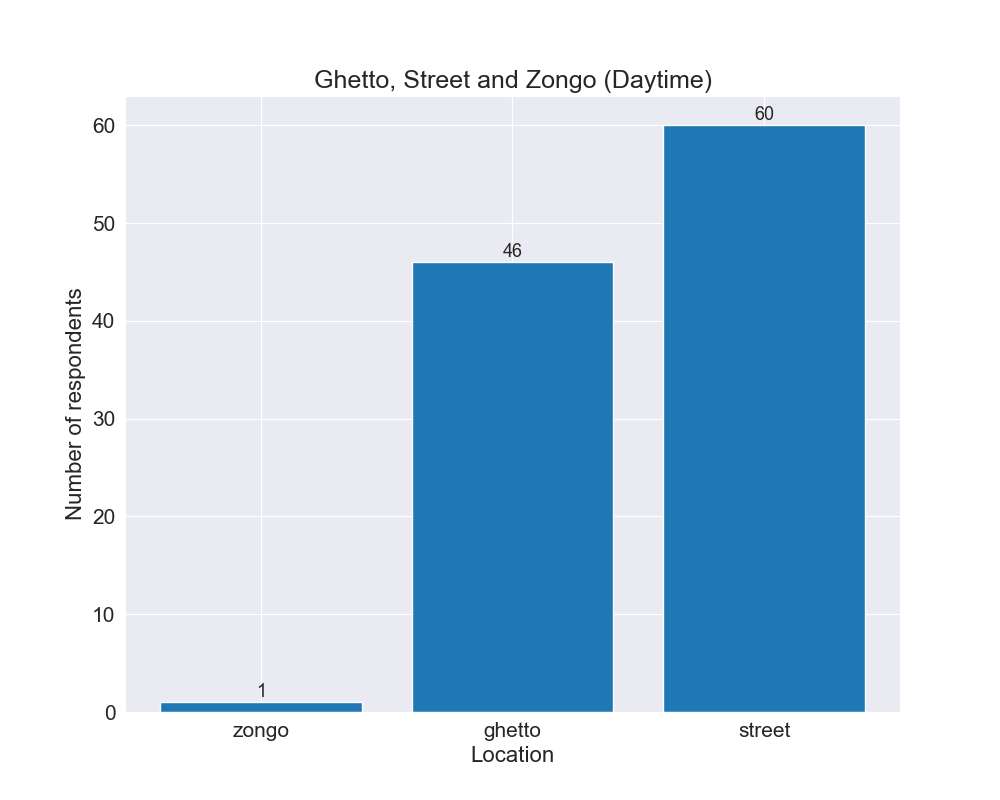 Ghetto, Street and Zongo (Daytime)
60
50
40
30
20
10
0
Number of respondents
1
46
60
zongo
ghetto
street
Location